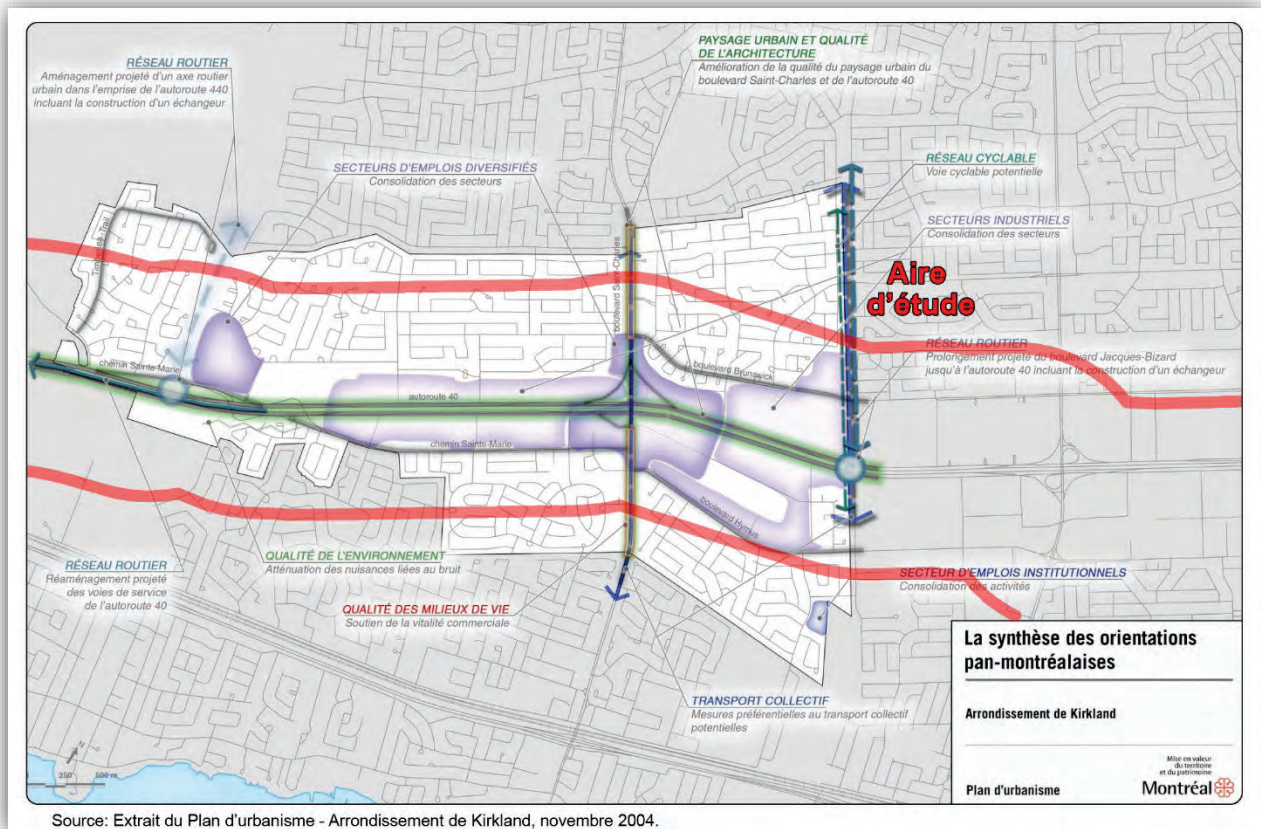 RÉSEAU ROUTIER
Aménagement projeté d'un axe routier
urbain dans l'emprise de l'autoroute 440
incluant la construction d'un échangeur
PAYSAGE URBAIN ET QUALITÉ
DE L'ARCHITECTURE
Amélioration de la qualité du paysage urbain du
boulevard Saint-Charles et de l'autoroute 40
SECTEURS D'EMPLOIS DIVERSIFIÉS
Consolidation des secteurs
RÉSEAU CYCLABLE
Voie cyclable potentielle
SECTEURS INDUSTRIELS
Consolidation des secteurs
Aire
d'étude
boulevard Saint-Charles
RÉSEAU ROUTIER
Prolongement projeté du boulevard Jacques-Bizard
jusqu'à l'autoroute 40 incluant la construction d'un échangeur
chemin Sainte-Marie
boulevard Brunswick
autoroute 40
chemin Sainte-Marie
boulevard Hymus
QUALITÉ DE L'ENVIRONNEMENT
Atténuation des nuisances liées au bruit
RÉSEAU ROUTIER
Réaménagement projeté
des voies de service
de l'autoroute 40
SECTEUR D'EMPLOIS INSTITUTIONNELS
Consolidation des activités
QUALITÉ DES MILIEUX DE VIE
Soutien de la vitalité commerciale
TRANSPORT COLLECTIF
Mesures préférentielles au transport collectif
potentielles
N
250 500 m
La synthèse des orientations
pan-montréalaises
Arrondissement de Kirkland
Mise en valeur
du territoire
et du patrimoine
Plan d'urbanisme
Montréal
Source: Extrait du Plan d'urbanisme - Arrondissement de Kirkland, novembre 2004.